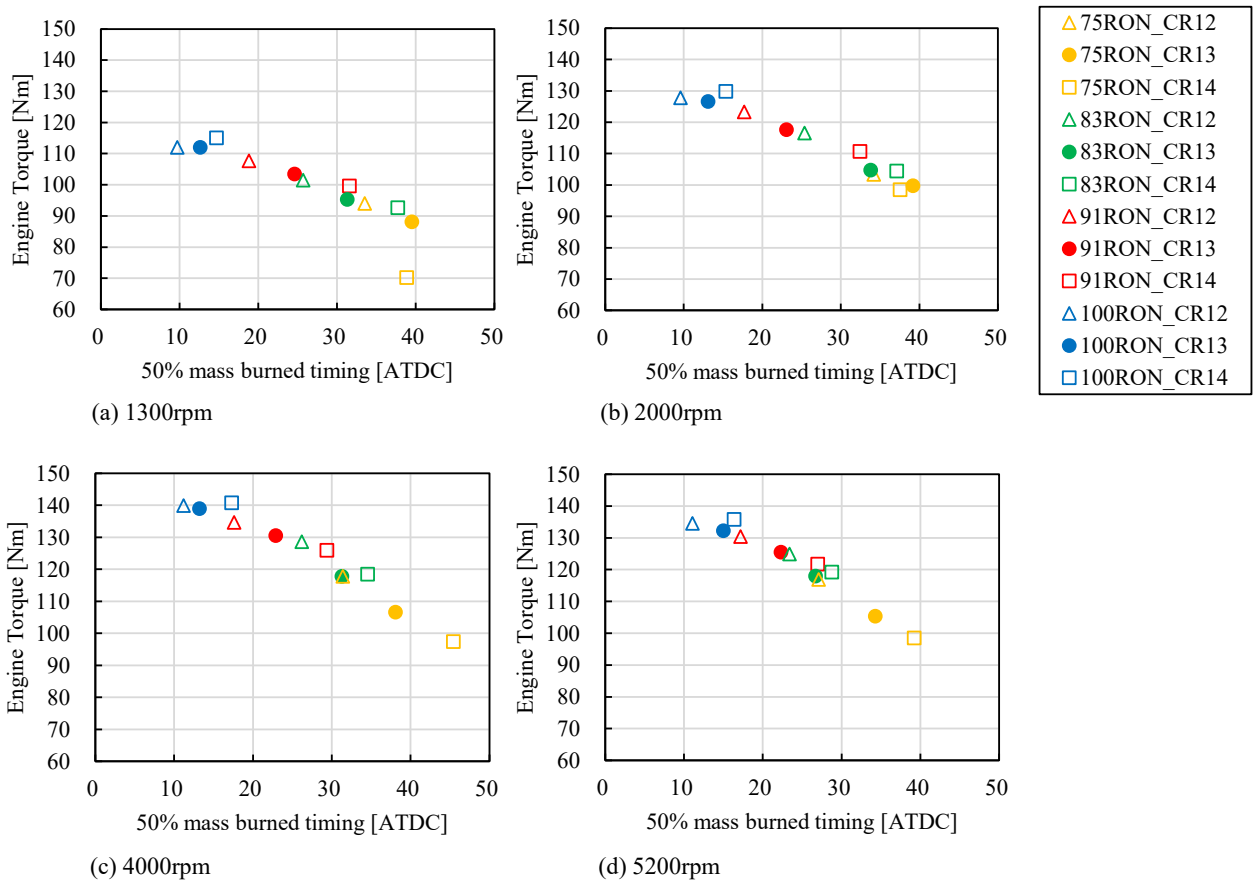 150
140
130
120
110
100
90
80
70
60
0 10 20 30 40 50
Engine Torque [Nm]
50% mass burned timing [ATDC]
(a) 1300rpm
150
140
130
120
110
100
90
80
70
60
0 10 20 30 40 50
Engine Torque [Nm]
50% mass burned timing [ATDC]
(b) 2000rpm
75RON_CR12
75RON_CR13
75RON_CR14
83RON_CR12
83RON_CR13
83RON_CR14
91RON_CR12
91RON_CR13
91RON_CR14
100RON_CR12
100RON_CR13
100RON_CR14
150
140
130
120
110
100
90
80
70
60
0 10 20 30 40 50
Engine Torque [Nm]
50% mass burned timing [ATDC]
(c) 4000rpm
150
140
130
120
110
100
90
80
70
60
0 10 20 30 40 50
Engine Torque [Nm]
50% mass burned timing [ATDC]
(d) 5200rpm